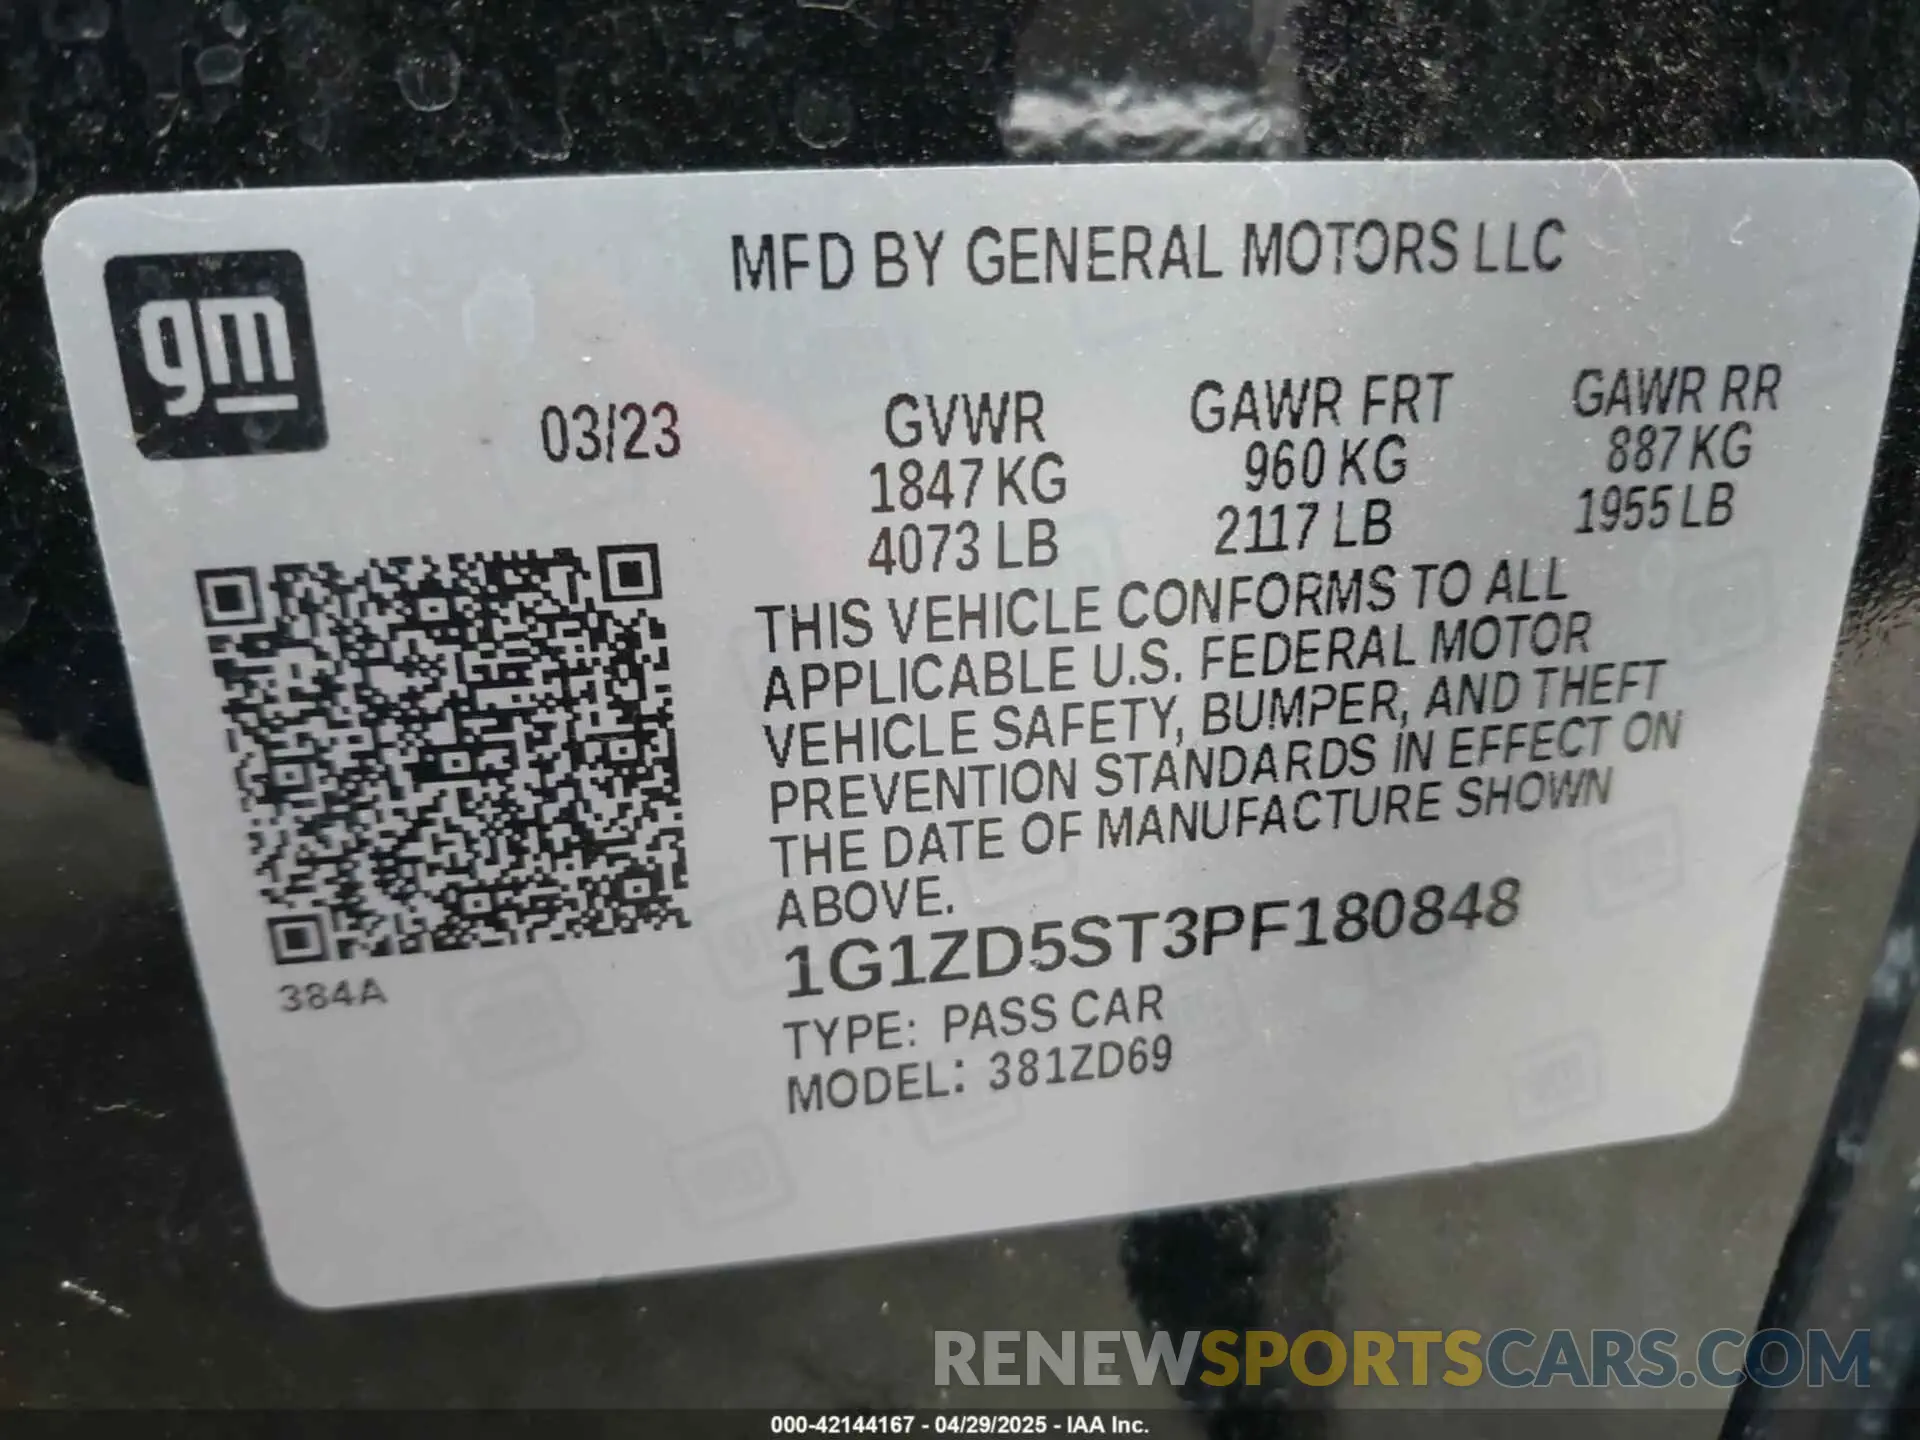 MFD BY GENERAL MOTORS LLC
gm
03/23
GVWR
1847 KG
4073 LB
GAWR FRT
960 KG
2117 LB
GAWR RR
887 KG
1955 LB
THIS VEHICLE CONFORMS TO ALL
APPLICABLE U.S. FEDERAL MOTOR
VEHICLE SAFETY, BUMPER, AND THEFT
PREVENTION STANDARDS IN EFFECT ON
THE DATE OF MANUFACTURE SHOWN
ABOVE.
1G1ZD5ST3PF180848
384A
TYPE: PASS CAR
MODEL: 381ZD69
RENEWSPORTSCARS.COM
000-42144167 - 04/29/2025 - IAA Inc.